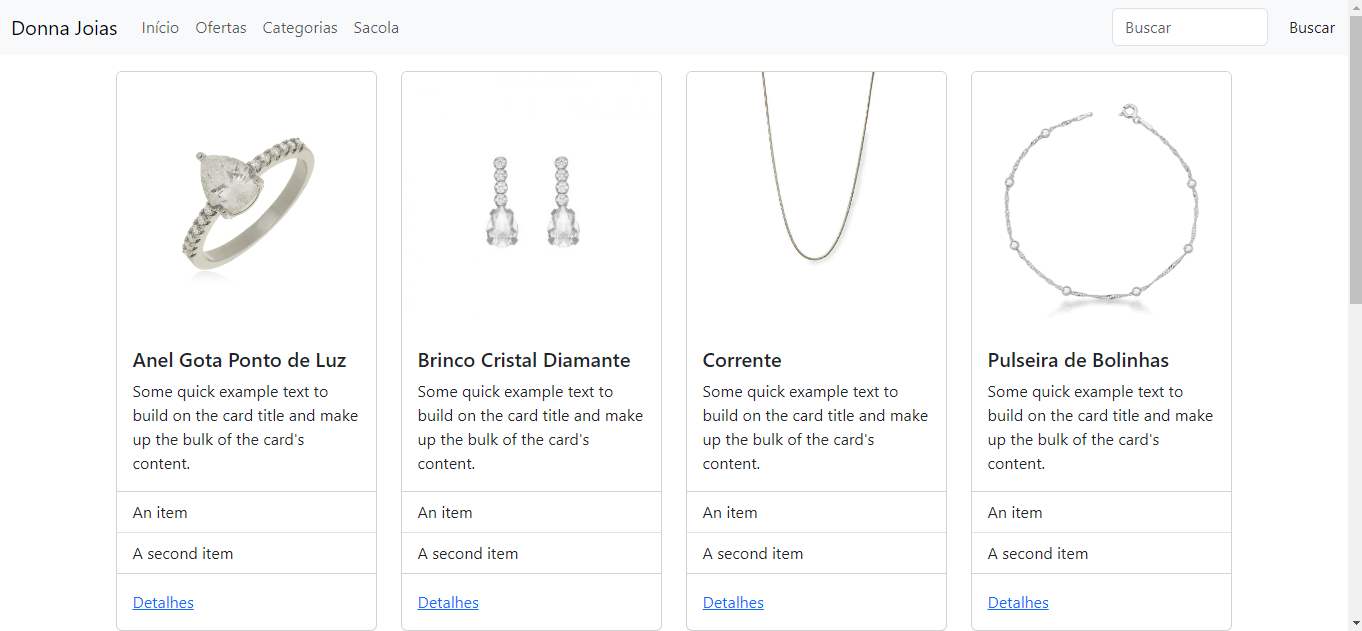 Donna Joias Início Ofertas Categorias Sacola Buscar Buscar
Anel Gota Ponto de Luz
Some quick example text to
build on the card title and make
up the bulk of the card's
content.
An item
A second item
Detalhes
Brinco Cristal Diamante
Some quick example text to
build on the card title and make
up the bulk of the card's
content.
An item
A second item
Detalhes
Corrente
Some quick example text to
build on the card title and make
up the bulk of the card's
content.
An item
A second item
Detalhes
Pulseira de Bolinhas
Some quick example text to
build on the card title and make
up the bulk of the card's
content.
An item
A second item
Detalhes